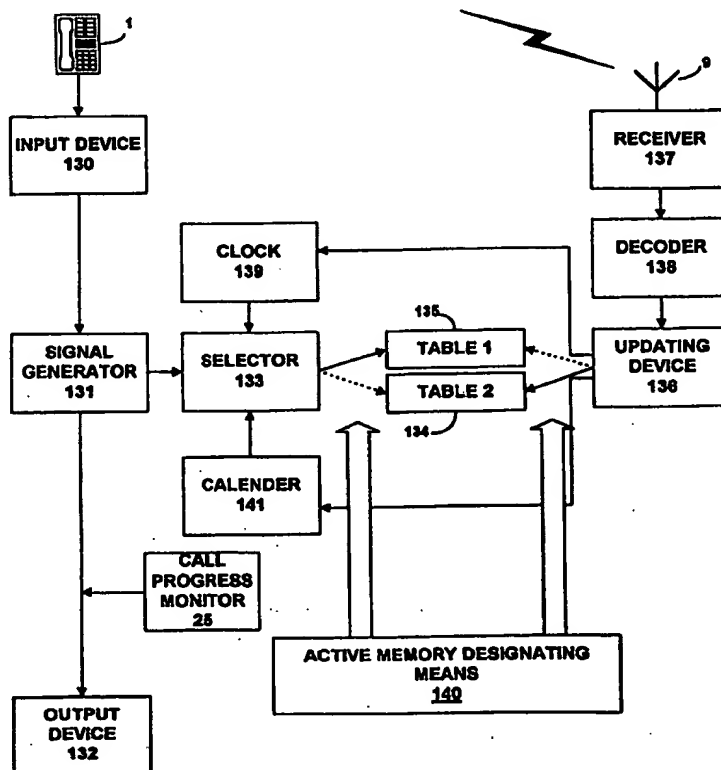 1
9
INPUT DEVICE
130
RECEIVER
137
CLOCK
139
DECODER
138
SIGNAL
GENERATOR
131
SELECTOR
133
135
TABLE 1
TABLE 2
134
UPDATING
DEVICE
136
CALENDER
141
CALL
PROGRESS
MONITOR
25
ACTIVE MEMORY DESIGNATING
MEANS
140
OUTPUT
DEVICE
132